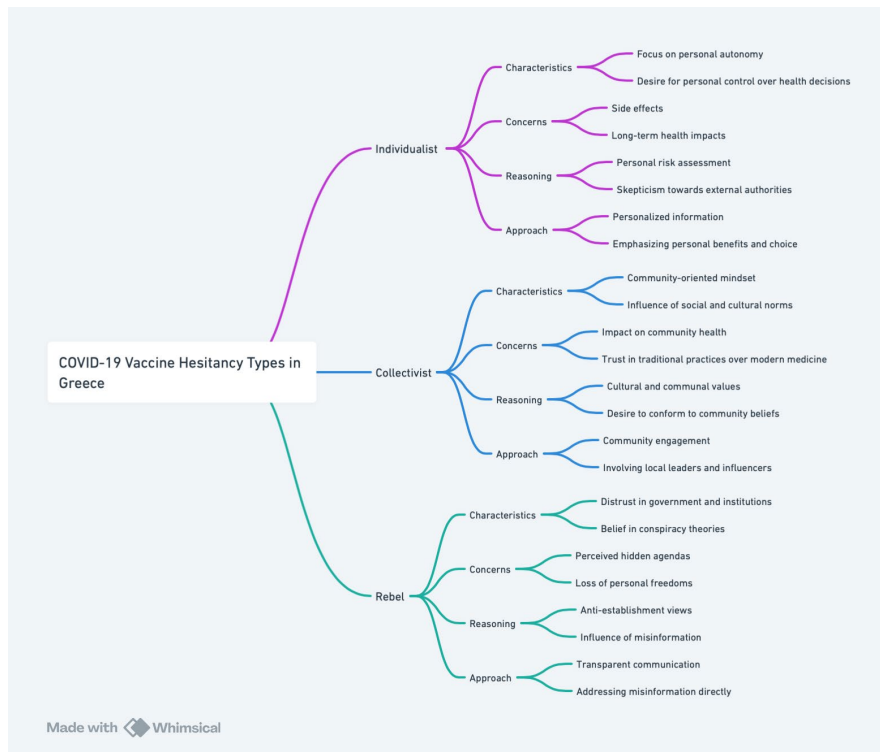 COVID-19 Vaccine Hesitancy Types in
Greece
Individualist
Characteristics
Focus on personal autonomy
Desire for personal control over health decisions
Concerns
Side effects
Long-term health impacts
Reasoning
Personal risk assessment
Skepticism towards external authorities
Approach
Personalized information
Emphasizing personal benefits and choice
Collectivist
Characteristics
Community-oriented mindset
Influence of social and cultural norms
Concerns
Impact on community health
Trust in traditional practices over modern medicine
Reasoning
Cultural and communal values
Desire to conform to community beliefs
Approach
Community engagement
Involving local leaders and influencers
Rebel
Characteristics
Distrust in government and institutions
Belief in conspiracy theories
Concerns
Perceived hidden agendas
Loss of personal freedoms
Reasoning
Anti-establishment views
Influence of misinformation
Approach
Transparent communication
Addressing misinformation directly
Made with Whimsical